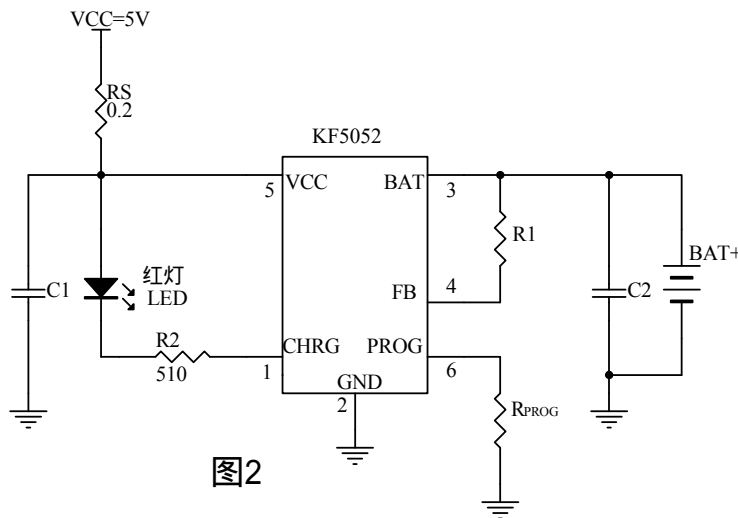 VCC=5V
RS
0.2
KF5052
5
VCC
BAT
3
R1
BAT+
红灯
LED
C1
FB
4
C2
R2
510
CHRG
1
PROG
6
GND
2
RPROG
图2